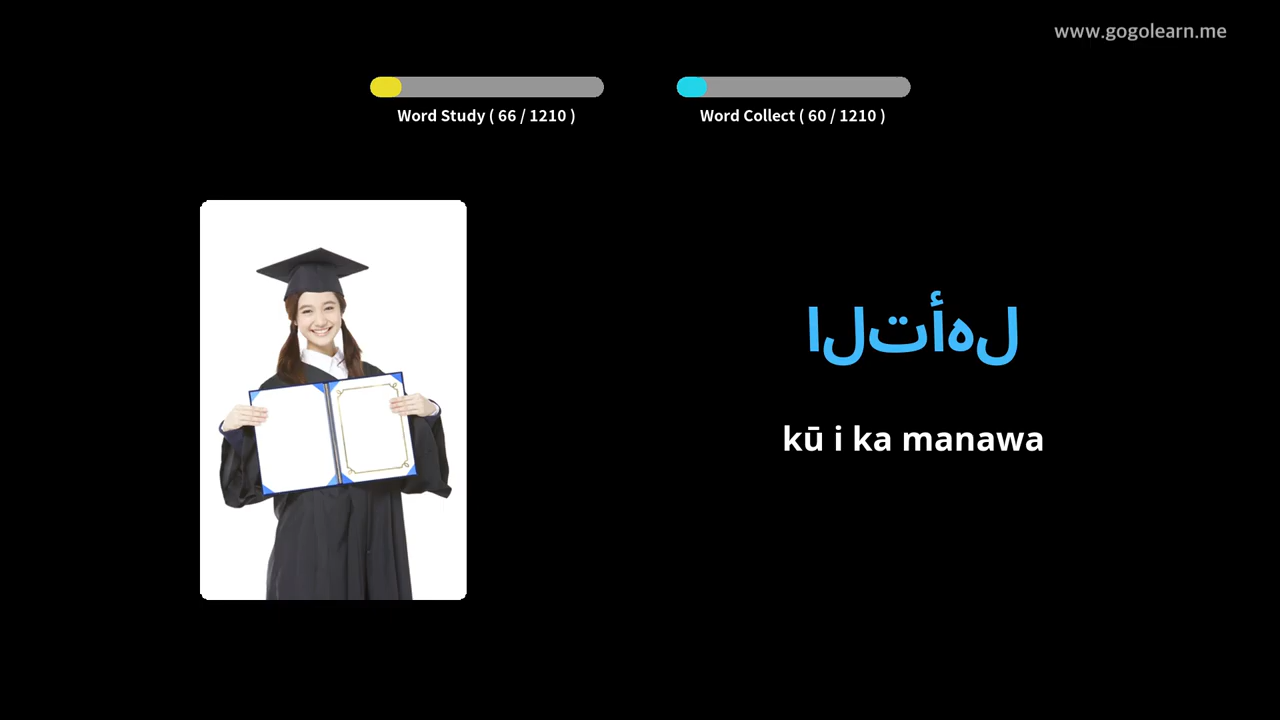 www.gogolearn.me
Word Study ( 66 / 1210 )
Word Collect ( 60 / 1210 )
التأهل
kū i ka manawa